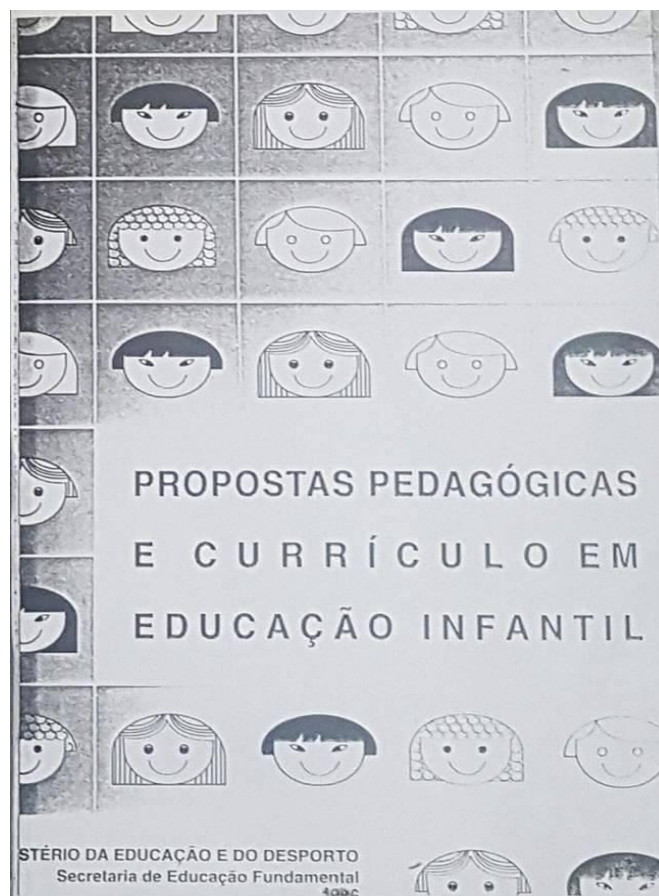 PROPOSTAS PEDAGÓGICAS
E CURRÍCULO EM
EDUCAÇÃO INFANTIL
STÉRIO DA EDUCAÇÃO E DO DESPORTO
Secretaria de Educação Fundamental